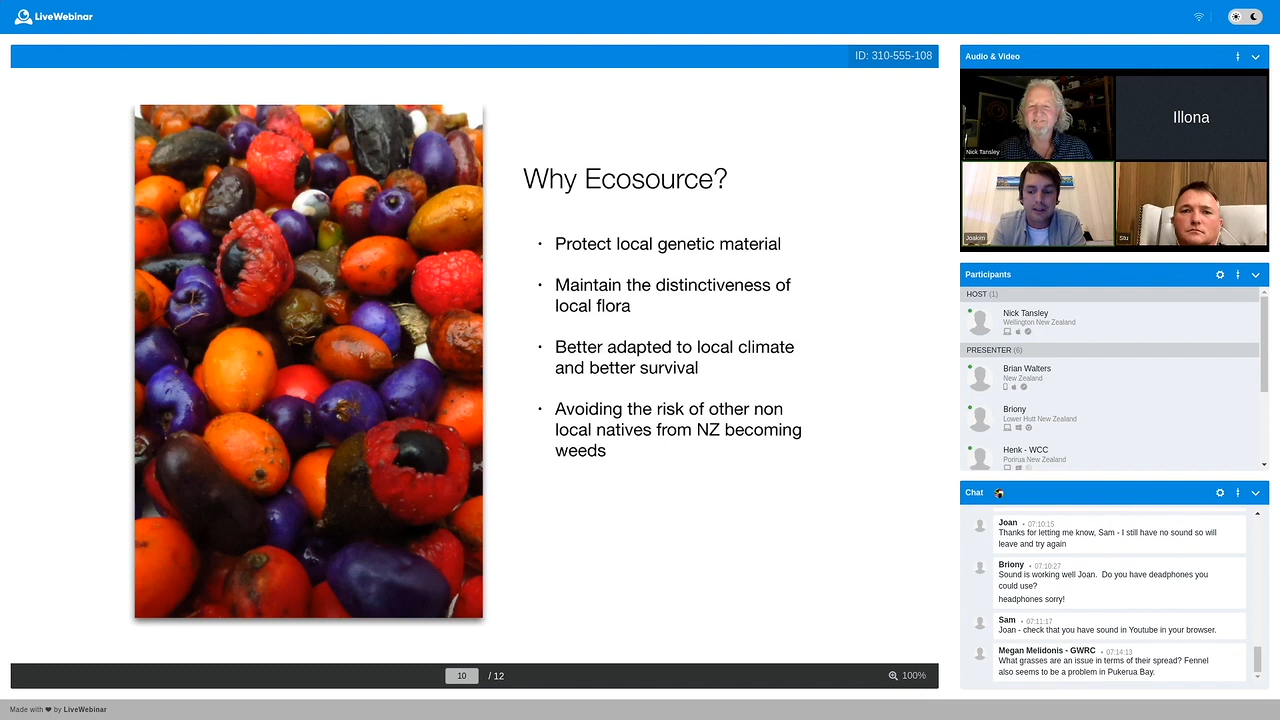 LiveWebinar
ID: 310-555-108
Why Ecosource?
• Protect local genetic material
• Maintain the distinctiveness of
local flora
• Better adapted to local climate
and better survival
• Avoiding the risk of other non
local natives from NZ becoming
weeds
10 / 12
100%
Audio & Video
Nick Tansley
Illona
Joakim
Stu
Participants
HOST (1)
Nick Tansley
Wellington New Zealand
PRESENTER (6)
Brian Walters
New Zealand
Briony
Lower Hutt New Zealand
Henk - WCC
Porirua New Zealand
Chat
Joan • 07:10:15
Thanks for letting me know, Sam - I still have no sound so will
leave and try again
Briony • 07:10:27
Sound is working well Joan.  Do you have deadphones you
could use?
headphones sorry!
Sam • 07:11:17
Joan - check that you have sound in Youtube in your browser.
Megan Melidonis - GWRC • 07:14:13
What grasses are an issue in terms of their spread? Fennel
also seems to be a problem in Pukerua Bay.
Made with ❤ by LiveWebinar